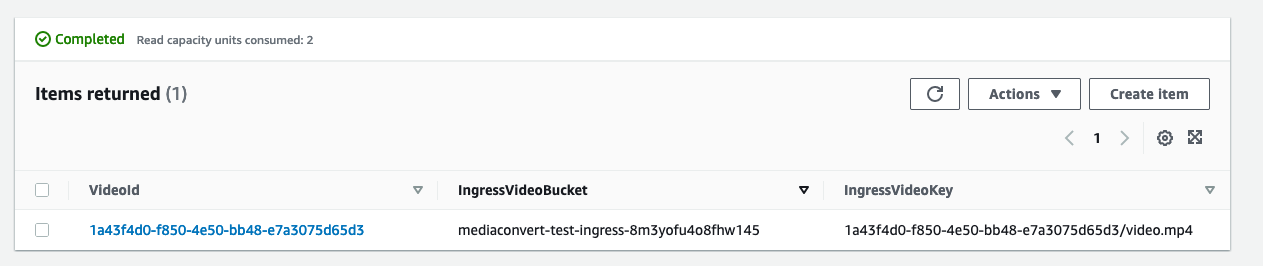 Completed Read capacity units consumed: 2
Items returned (1)
Actions
Create item
1
VideoId IngressVideoBucket IngressVideoKey
1a43f4d0-f850-4e50-bb48-e7a3075d65d3 mediaconvert-test-ingress-8m3yofu4o8fhw145 1a43f4d0-f850-4e50-bb48-e7a3075d65d3/video.mp4